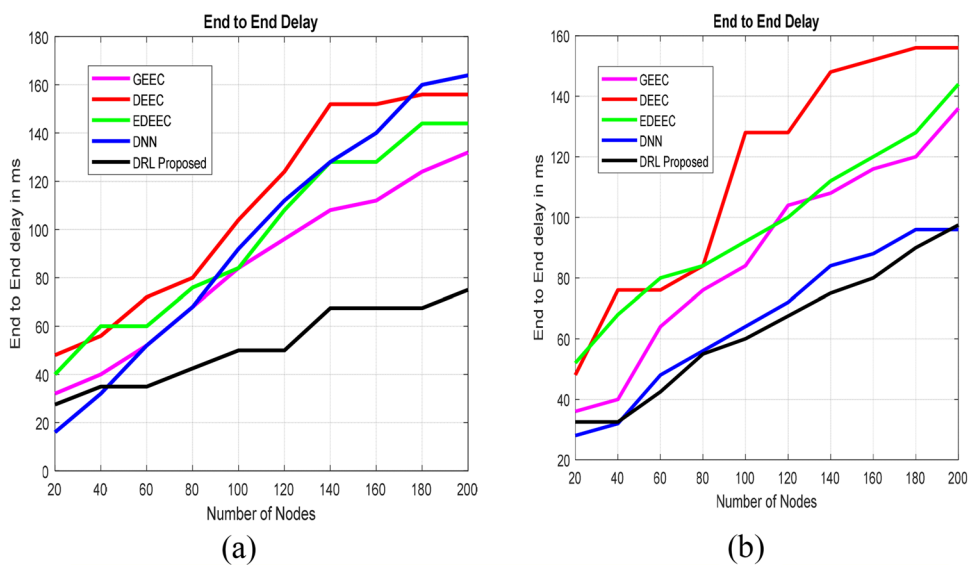 End to End Delay
180
160
140
120
100
80
60
40
20
0
End to End delay in ms
GEEC
DEEC
EDEEC
DNN
DRL Proposed
20 40 60 80 100 120 140 160 180 200
Number of Nodes
(a)
End to End Delay
160
140
120
100
80
60
40
20
End to End delay in ms
GEEC
DEEC
EDEEC
DNN
DRL Proposed
20 40 60 80 100 120 140 160 180 200
Number of Nodes
(b)